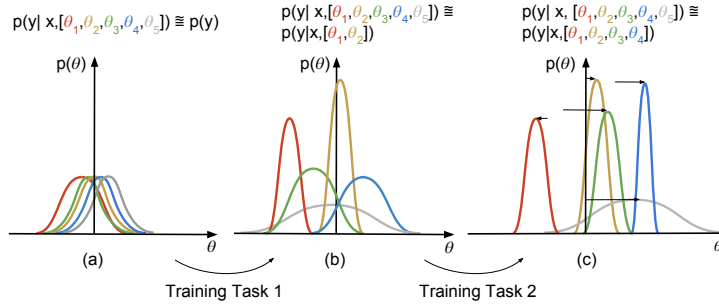 p(y| x,[θ₁,θ₂,θ₃,θ₄,θ₅]) ≅ p(y)
p(y| x,[θ₁,θ₂,θ₃,θ₄,θ₅]) ≅
p(y|x,[θ₁,θ₂])
p(y| x, [θ₁,θ₂,θ₃,θ₄,θ₅]) ≅
p(y|x,[θ₁,θ₂,θ₃,θ₄])
p(θ)
p(θ)
p(θ)
θ
θ
θ
(a)
(b)
(c)
Training Task 1
Training Task 2